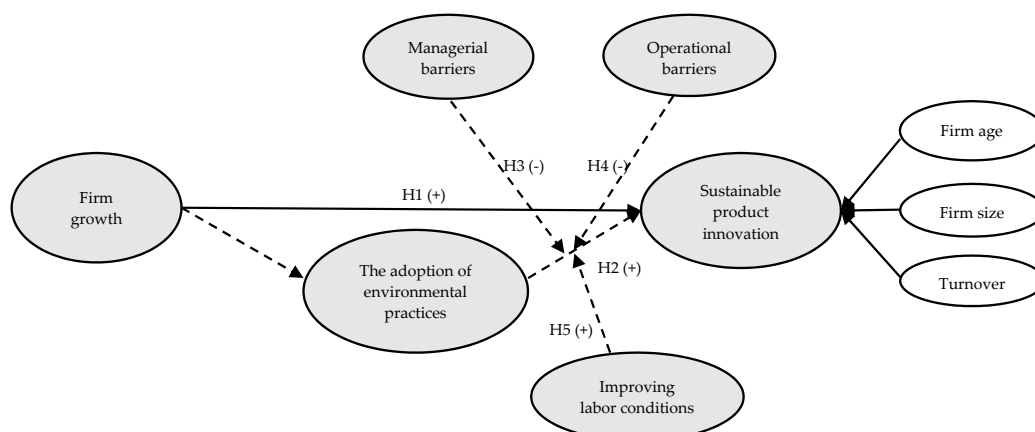 Managerial
barriers
Operational
barriers
Firm age
H3 (-)
H4 (-)
Firm
growth
H1 (+)
Sustainable
product
innovation
Firm size
The adoption of
environmental
practices
H2 (+)
Turnover
H5 (+)
Improving
labor conditions